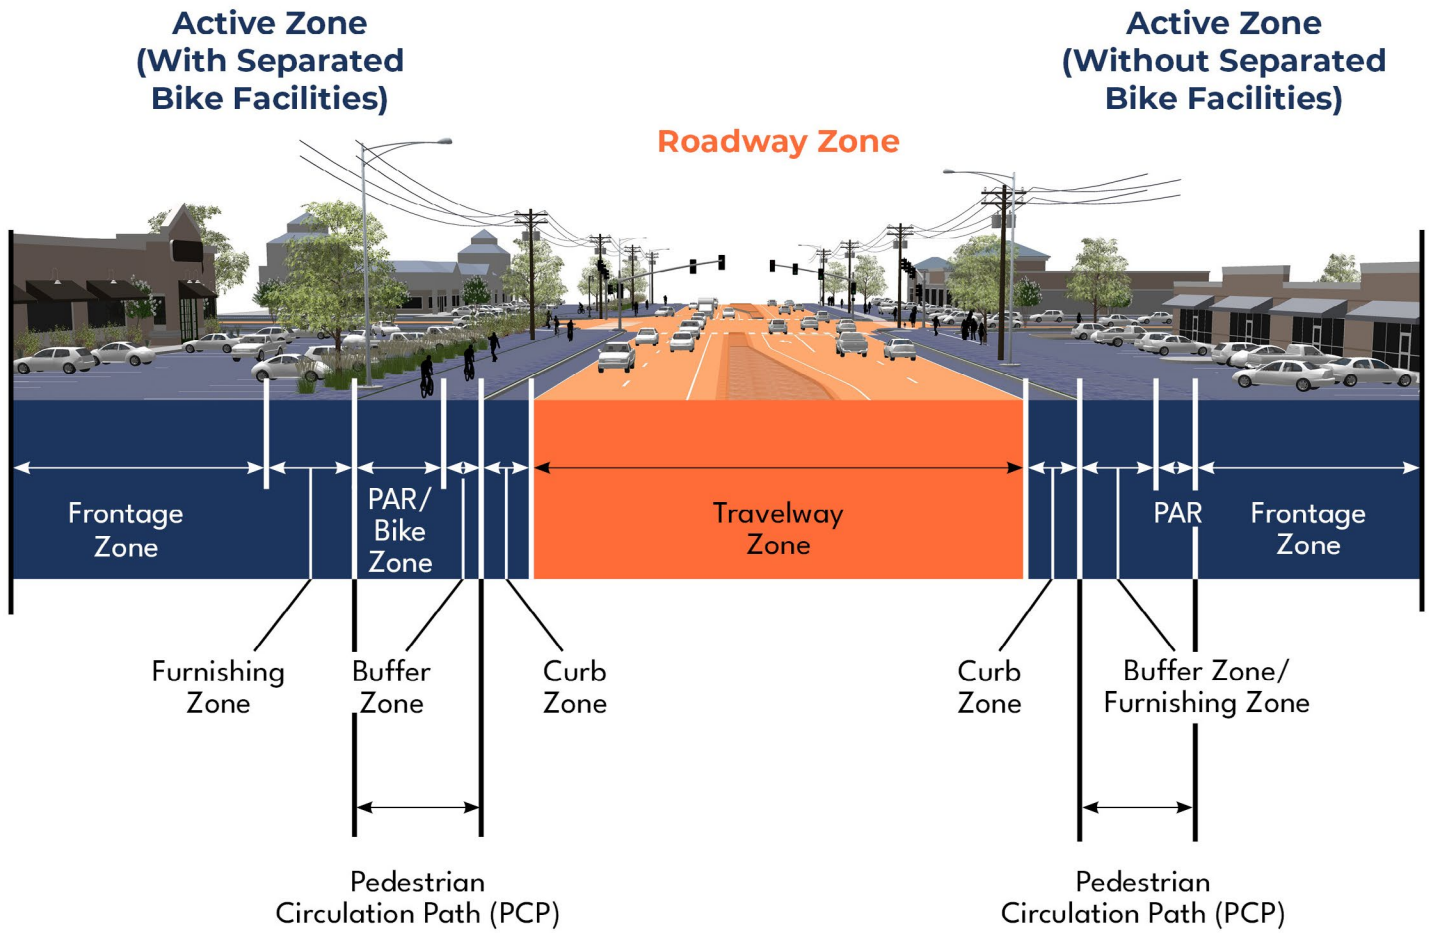 Active Zone
(With Separated
Bike Facilities)
Active Zone
(Without Separated
Bike Facilities)
Roadway Zone
Frontage
Zone
PAR/
Bike
Zone
Travelway
Zone
PAR
Frontage
Zone
Furnishing
Zone
Buffer
Zone
Curb
Zone
Curb
Zone
Buffer Zone/
Furnishing Zone
Pedestrian
Circulation Path (PCP)
Pedestrian
Circulation Path (PCP)